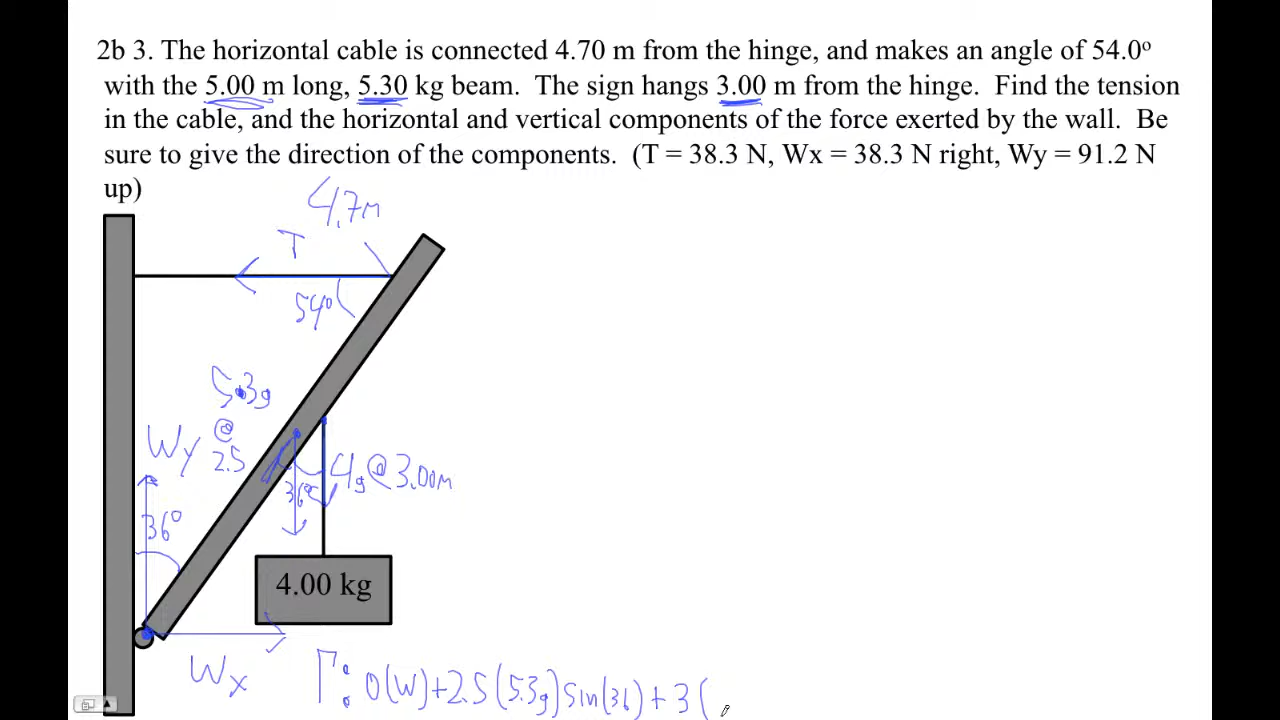 2b 3. The horizontal cable is connected 4.70 m from the hinge, and makes an angle of 54.0º
with the 5.00 m long, 5.30 kg beam. The sign hangs 3.00 m from the hinge. Find the tension
in the cable, and the horizontal and vertical components of the force exerted by the wall. Be
sure to give the direction of the components. (T = 38.3 N, Wx = 38.3 N right, Wy = 91.2 N
up)
4.7m
T
54º
5.3g
@
2.5
Wy
4g@3.00m
36º
36º
4.00 kg
Wx
Γ: 0(W)+2.5(5.3g)sin(36)+3(